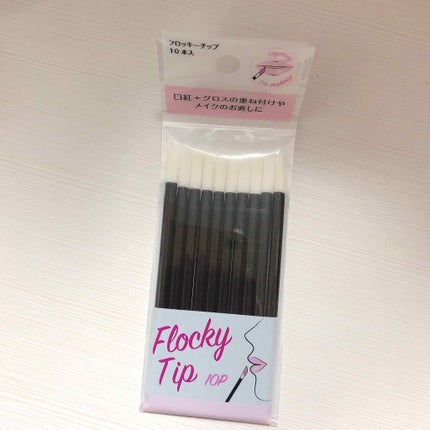 フロッキーチップ
10本入
口紅+グロスの重ね付けや
メイクのお直しに
Flocky
Tip 10P